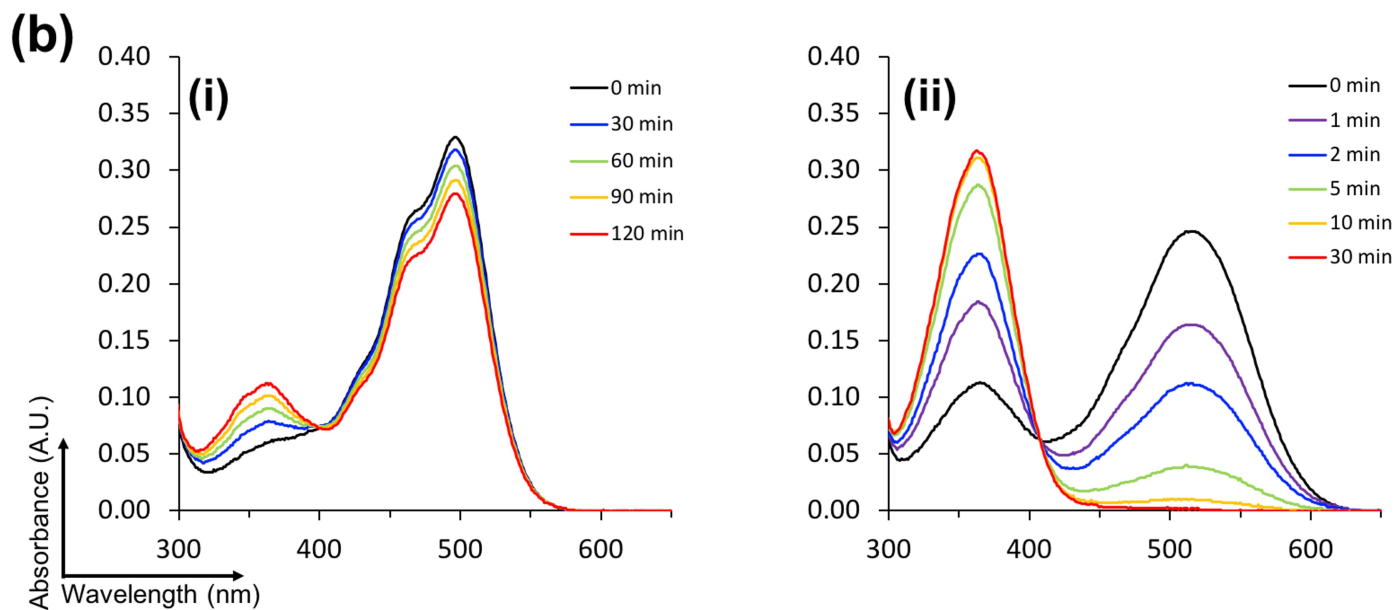 (b)
(i)
0.40
0.35
0.30
0.25
0.20
0.15
0.10
0.05
0.00
300 400 500 600
0 min
30 min
60 min
90 min
120 min
Absorbance (A.U.)
Wavelength (nm)
(ii)
0.40
0.35
0.30
0.25
0.20
0.15
0.10
0.05
0.00
300 400 500 600
0 min
1 min
2 min
5 min
10 min
30 min